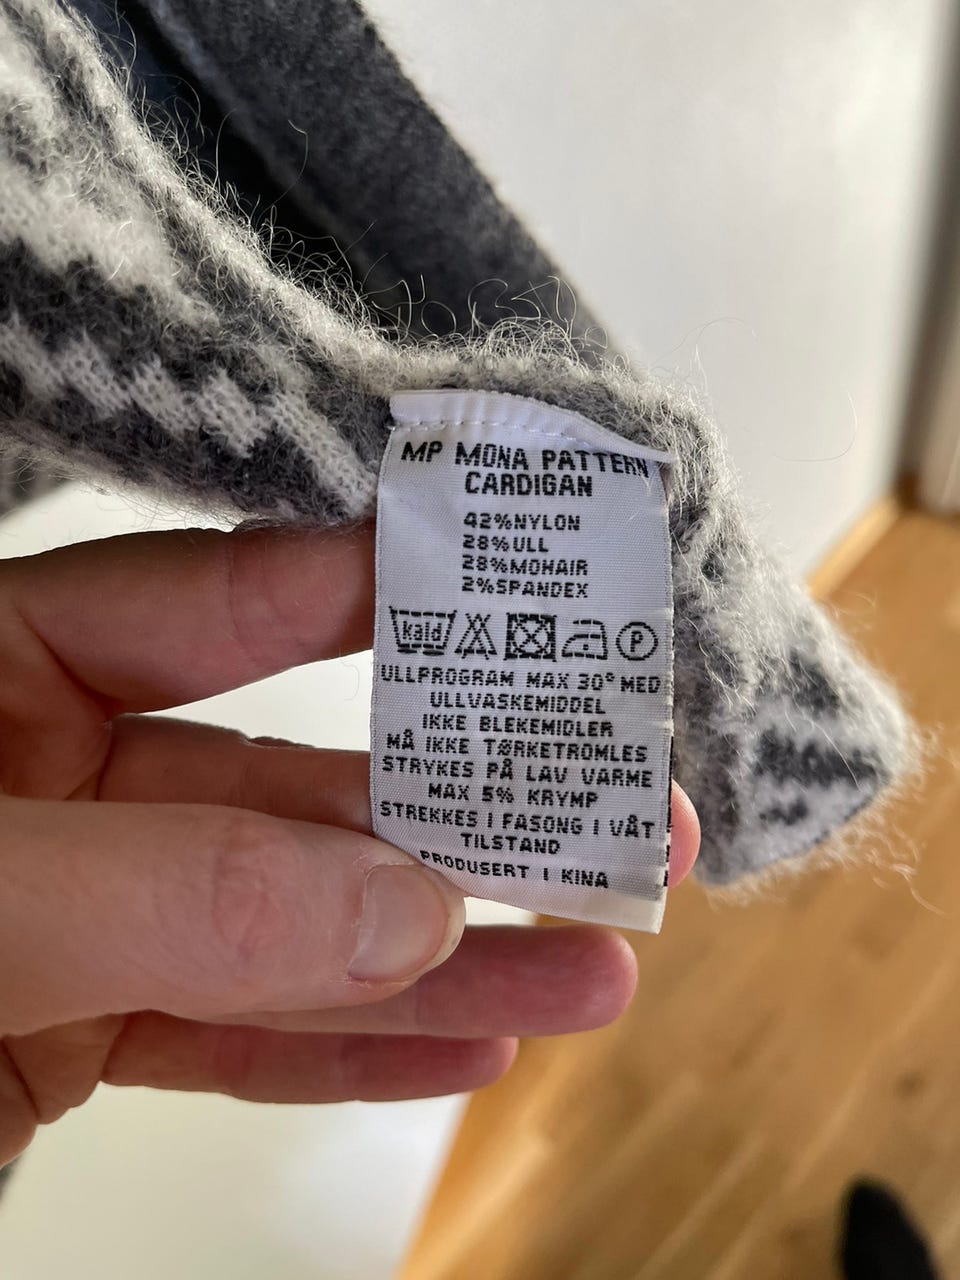 MP MONA PATTERN
CARDIGAN
42%NYLON
28%ULL
28%MOHAIR
2%SPANDEX
kald P
ULLPROGRAM MAX 30° MED
ULLVASKEMIDDEL
IKKE BLEKEMIDLER
MÅ IKKE TØRKETROMLES
STRYKES PÅ LAV VARME
MAX 5% KRYMP
STREKKES I FASONG I VÅT
TILSTAND
PRODUSERT I KINA